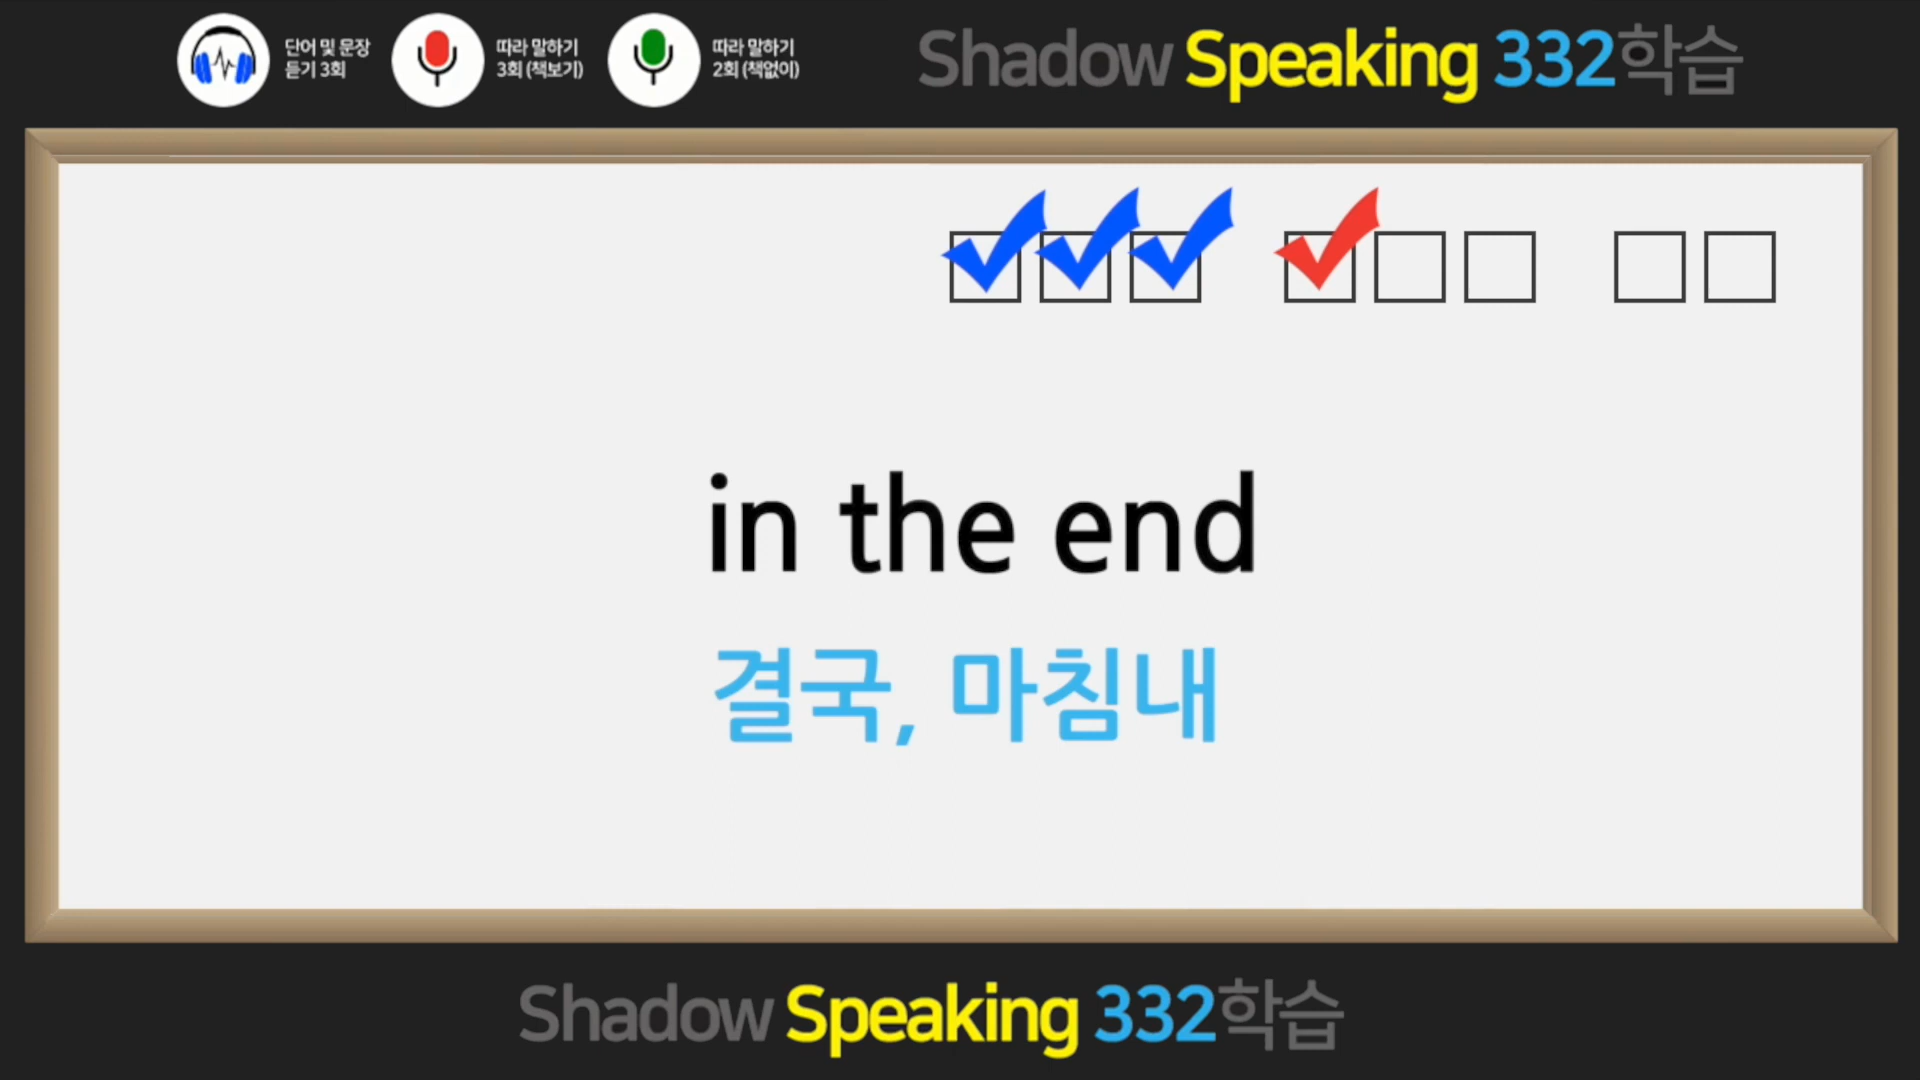 단어 및 문장
듣기 3회
따라 말하기
3회 (책보기)
따라 말하기
2회 (책없이)
Shadow Speaking 332학습
in the end
결국, 마침내
Shadow Speaking 332학습